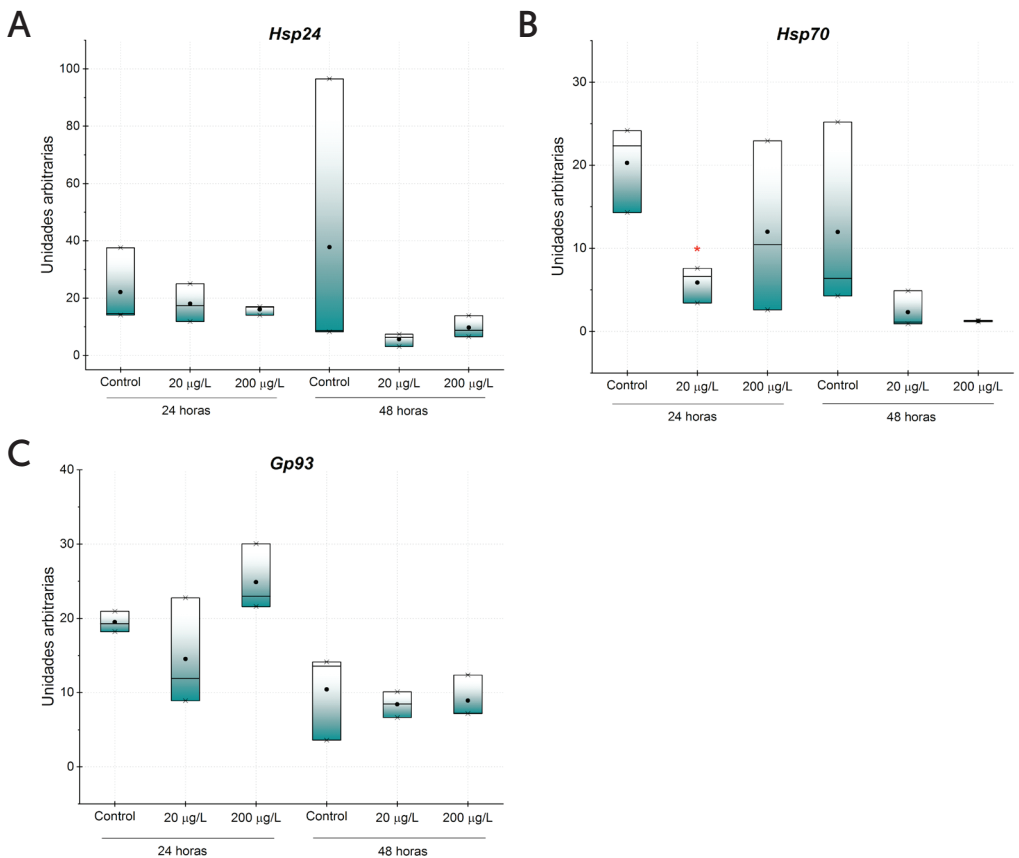 A
Hsp24
Unidades arbitrarias
100
80
60
40
20
0
Control 20 µg/L 200 µg/L Control 20 µg/L 200 µg/L
24 horas 48 horas
B
Hsp70
Unidades arbitrarias
30
20
10
0
*
Control 20 µg/L 200 µg/L Control 20 µg/L 200 µg/L
24 horas 48 horas
C
Gp93
Unidades arbitrarias
40
30
20
10
0
Control 20 µg/L 200 µg/L Control 20 µg/L 200 µg/L
24 horas 48 horas